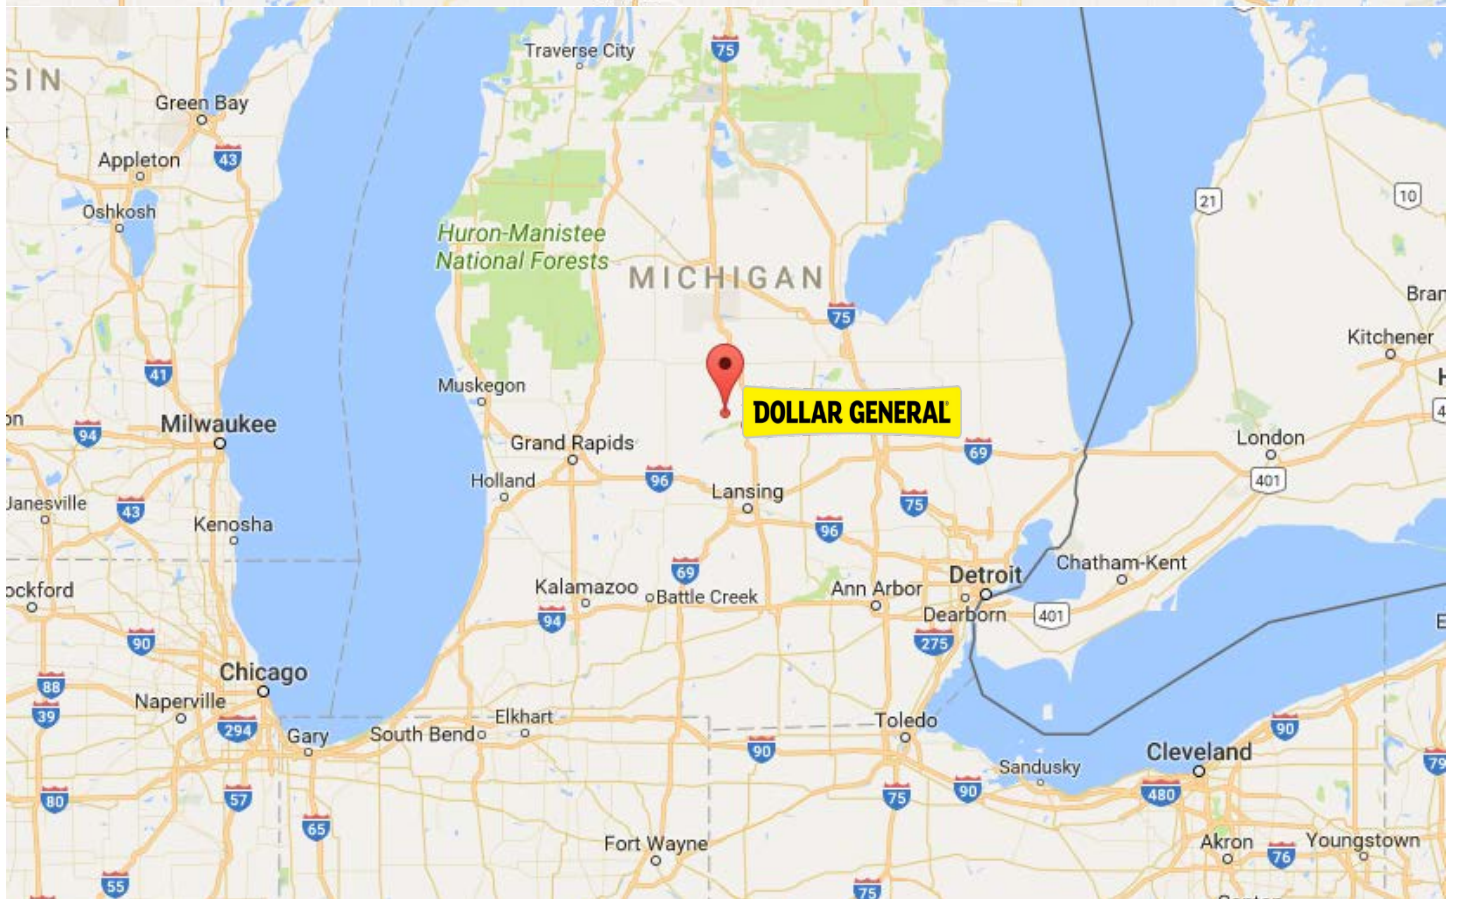 Traverse City
75
SIN
Green Bay
43
Appleton
21
10
Oshkosh
Huron-Manistee
National Forests
MICHIGAN
Bran
75
Kitchener
41
Muskegon
H
DOLLAR GENERAL
4
on
94
Milwaukee
Grand Rapids
69
London
Holland
96
401
Janesville
43
Lansing
75
Kenosha
96
Chatham-Kent
69
Detroit
ockford
Kalamazoo
Battle Creek
Ann Arbor
94
Dearborn
401
E
90
275
Chicago
88
Naperville
39
294
Gary
South Bend
Elkhart
Toledo
90
90
Cleveland
Sandusky
79
80
57
75
90
480
65
Fort Wayne
Akron
76
Youngstown
55
75